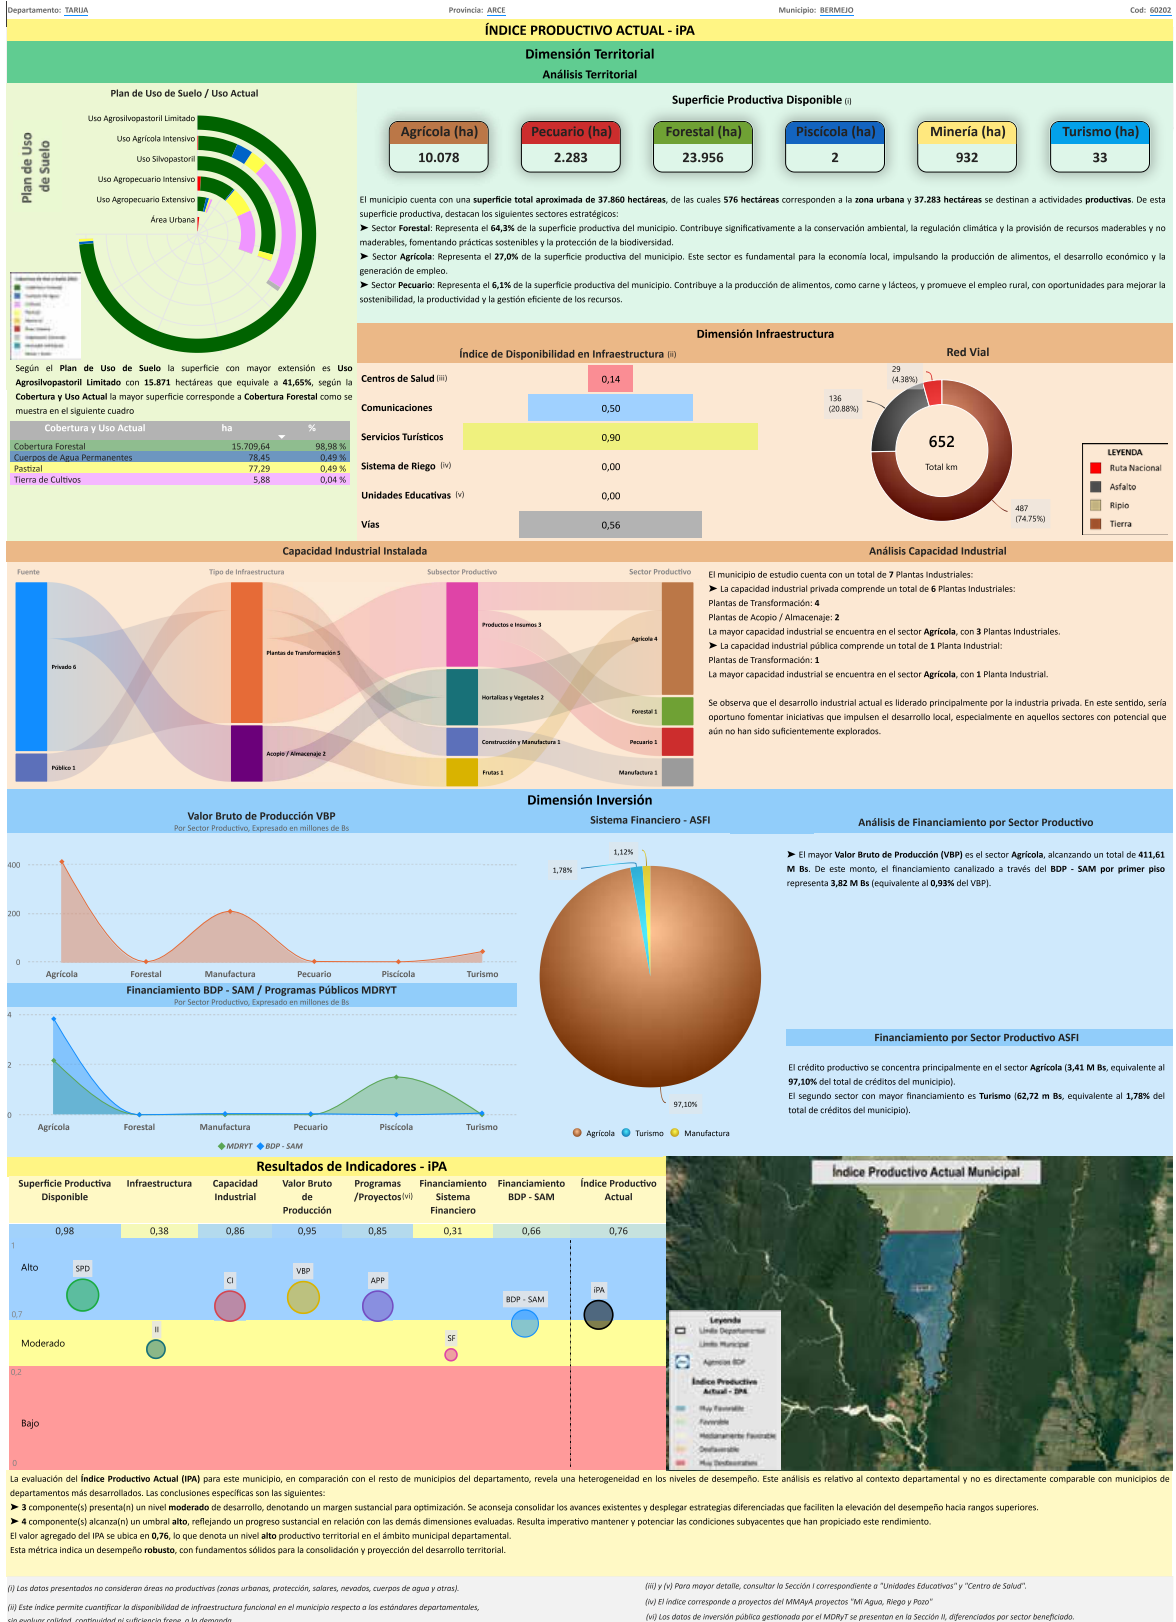 Departamento: TARIJA
Provincia: ARCE
Municipio: BERMEJO
Cod: 60202
ÍNDICE PRODUCTIVO ACTUAL - iPA
Dimensión Territorial
Análisis Territorial
Plan de Uso de Suelo / Uso Actual
Plan de Uso
de Suelo
Uso Agrosilvopastoril Limitado
Uso Agrícola Intensivo
Uso Silvopastoril
Uso Agropecuario Intensivo
Uso Agropecuario Extensivo
Área Urbana
Según el Plan de Uso de Suelo la superficie con mayor extensión es Uso
Agrosilvopastoril Limitado con 15.871 hectáreas que equivale a 41,65%, según la
Cobertura y Uso Actual la mayor superficie corresponde a Cobertura Forestal como se
muestra en el siguiente cuadro
Cobertura y Uso Actual ha %
Cobertura Forestal 15.709,64 98,98 %
Cuerpos de Agua Permanentes 78,45 0,49 %
Pastizal 77,29 0,49 %
Tierra de Cultivos 5,88 0,04 %
Superficie Productiva Disponible (i)
Agrícola (ha) Pecuario (ha) Forestal (ha) Piscícola (ha) Minería (ha) Turismo (ha)
10.078 2.283 23.956 2 932 33
El municipio cuenta con una superficie total aproximada de 37.860 hectáreas, de las cuales 576 hectáreas corresponden a la zona urbana y 37.283 hectáreas se destinan a actividades productivas. De esta
superficie productiva, destacan los siguientes sectores estratégicos:
➤ Sector Forestal: Representa el 64,3% de la superficie productiva del municipio. Contribuye significativamente a la conservación ambiental, la regulación climática y la provisión de recursos maderables y no
maderables, fomentando prácticas sostenibles y la protección de la biodiversidad.
➤ Sector Agrícola: Representa el 27,0% de la superficie productiva del municipio. Este sector es fundamental para la economía local, impulsando la producción de alimentos, el desarrollo económico y la
generación de empleo.
➤ Sector Pecuario: Representa el 6,1% de la superficie productiva del municipio. Contribuye a la producción de alimentos, como carne y lácteos, y promueve el empleo rural, con oportunidades para mejorar la
sostenibilidad, la productividad y la gestión eficiente de los recursos.
Dimensión Infraestructura
Índice de Disponibilidad en Infraestructura (ii)
Centros de Salud (iii) 0,14
Comunicaciones 0,50
Servicios Turísticos 0,90
Sistema de Riego (iv) 0,00
Unidades Educativas (v) 0,00
Vías 0,56
Red Vial
29
(4.38%)
136
(20.88%)
652
Total km
487
(74.75%)
LEYENDA
Ruta Nacional
Asfalto
Ripio
Tierra
Capacidad Industrial Instalada
Fuente Tipo de Infraestructura Subsector Productivo Sector Productivo
Privado 6
Público 1
Plantas de Transformación 5
Acopio / Almacenaje 2
Productos e Insumos 3
Hortalizas y Vegetales 2
Construcción y Manufactura 1
Frutas 1
Agrícola 4
Forestal 1
Pecuario 1
Manufactura 1
Análisis Capacidad Industrial
El municipio de estudio cuenta con un total de 7 Plantas Industriales:
➤ La capacidad industrial privada comprende un total de 6 Plantas Industriales:
Plantas de Transformación: 4
Plantas de Acopio / Almacenaje: 2
La mayor capacidad industrial se encuentra en el sector Agrícola, con 3 Plantas Industriales.
➤ La capacidad industrial pública comprende un total de 1 Planta Industrial:
Plantas de Transformación: 1
La mayor capacidad industrial se encuentra en el sector Agrícola, con 1 Planta Industrial.
Se observa que el desarrollo industrial actual es liderado principalmente por la industria privada. En este sentido, sería
oportuno fomentar iniciativas que impulsen el desarrollo local, especialmente en aquellos sectores con potencial que
aún no han sido suficientemente explorados.
Dimensión Inversión
Valor Bruto de Producción VBP
Por Sector Productivo, Expresado en millones de Bs
400
200
0
Agrícola Forestal Manufactura Pecuario Piscícola Turismo
Financiamiento BDP - SAM / Programas Públicos MDRYT
Por Sector Productivo, Expresado en millones de Bs
4
2
0
Agrícola Forestal Manufactura Pecuario Piscícola Turismo
MDRYT BDP - SAM
Sistema Financiero - ASFI
1,12%
1,78%
97,10%
Agrícola Turismo Manufactura
Análisis de Financiamiento por Sector Productivo
➤ El mayor Valor Bruto de Producción (VBP) es el sector Agrícola, alcanzando un total de 411,61
M Bs. De este monto, el financiamiento canalizado a través del BDP - SAM por primer piso
representa 3,82 M Bs (equivalente al 0,93% del VBP).
Financiamiento por Sector Productivo ASFI
El crédito productivo se concentra principalmente en el sector Agrícola (3,41 M Bs, equivalente al
97,10% del total de créditos del municipio).
El segundo sector con mayor financiamiento es Turismo (62,72 m Bs, equivalente al 1,78% del
total de créditos del municipio).
Resultados de Indicadores - iPA
Superficie Productiva
Disponible
Infraestructura
Capacidad
Industrial
Valor Bruto
de
Producción
Programas
/Proyectos (vi)
Financiamiento
Sistema
Financiero
Financiamiento
BDP - SAM
Índice Productivo
Actual
0,98 0,38 0,86 0,95 0,85 0,31 0,66 0,76
1
Alto
0,7
Moderado
0,2
Bajo
0
SPD
II
CI
VBP
APP
SF
BDP - SAM
iPA
Índice Productivo Actual Municipal
Leyenda
Limite Departamental
Limite Municipal
Agencias BDP
Índice Productivo
Actual - IPA
Muy Favorable
Favorable
Medianamente Favorable
Desfavorable
Muy Desfavorable
La evaluación del Índice Productivo Actual (IPA) para este municipio, en comparación con el resto de municipios del departamento, revela una heterogeneidad en los niveles de desempeño. Este análisis es relativo al contexto departamental y no es directamente comparable con municipios de
departamentos más desarrollados. Las conclusiones específicas son las siguientes:
➤ 3 componente(s) presenta(n) un nivel moderado de desarrollo, denotando un margen sustancial para optimización. Se aconseja consolidar los avances existentes y desplegar estrategias diferenciadas que faciliten la elevación del desempeño hacia rangos superiores.
➤ 4 componente(s) alcanza(n) un umbral alto, reflejando un progreso sustancial en relación con las demás dimensiones evaluadas. Resulta imperativo mantener y potenciar las condiciones subyacentes que han propiciado este rendimiento.
El valor agregado del IPA se ubica en 0,76, lo que denota un nivel alto productivo territorial en el ámbito municipal departamental.
Esta métrica indica un desempeño robusto, con fundamentos sólidos para la consolidación y proyección del desarrollo territorial.
(i) Los datos presentados no consideran áreas no productivas (zonas urbanas, protección, salares, nevados, cuerpos de agua y otras).
(ii) Este índice permite cuantificar la disponibilidad de infraestructura funcional en el municipio respecto a los estándares departamentales,
sin evaluar calidad, continuidad ni suficiencia frene a la demanda
(iii) y (v) Para mayor detalle, consultar la Sección I correspondiente a "Unidades Educativas" y "Centro de Salud".
(iv) El índice corresponde a proyectos del MMAyA proyectos "Mi Agua, Riego y Pozo"
(vi) Los datos de inversión pública gestionada por el MDRyT se presentan en la Sección II, diferenciados por sector beneficiado.